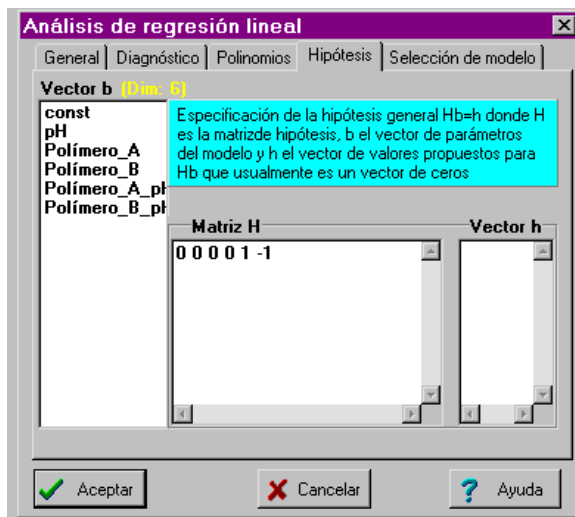 Análisis de regresión lineal
General Diagnóstico Polinomios Hipótesis Selección de modelo
Vector b (Dim: 6)
const
pH
Polímero_A
Polímero_B
Polímero_A_pH
Polímero_B_pH
Especificación de la hipótesis general Hb=h donde H
es la matrizde hipótesis, b el vector de parámetros
del modelo y h el vector de valores propuestos para
Hb que usualmente es un vector de ceros
Matriz H
0 0 0 0 1 -1
Vector h
Aceptar Cancelar Ayuda